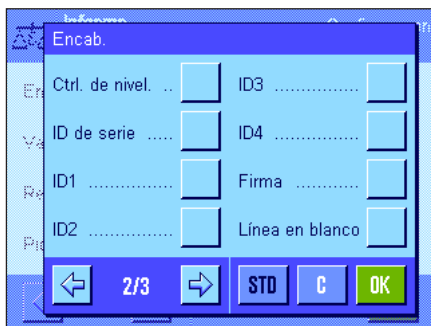 Encab.
Ctrl. de nivel. ..
ID de serie .....
ID1 ...............
ID2 ...............
ID3 ...............
ID4 ...............
Firma ............
Línea en blanco
2/3
STD
C
OK